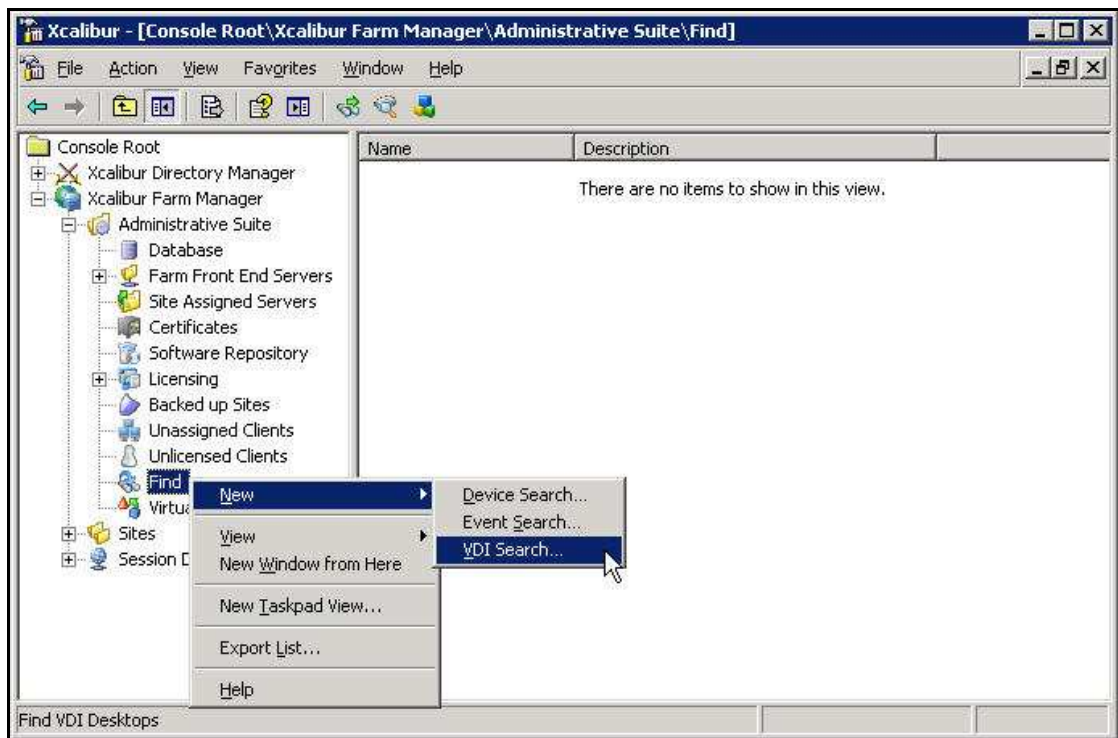 Xcalibur - [Console Root\Xcalibur Farm Manager\Administrative Suite\Find]
File Action View Favorites Window Help
Console Root
Xcalibur Directory Manager
Xcalibur Farm Manager
Administrative Suite
Database
Farm Front End Servers
Site Assigned Servers
Certificates
Software Repository
Licensing
Backed up Sites
Unassigned Clients
Unlicensed Clients
Find
Virtu
Sites
Session D
Name Description
There are no items to show in this view.
New
View
New Window from Here
New Taskpad View...
Export List...
Help
Device Search...
Event Search...
VDI Search...
Find VDI Desktops